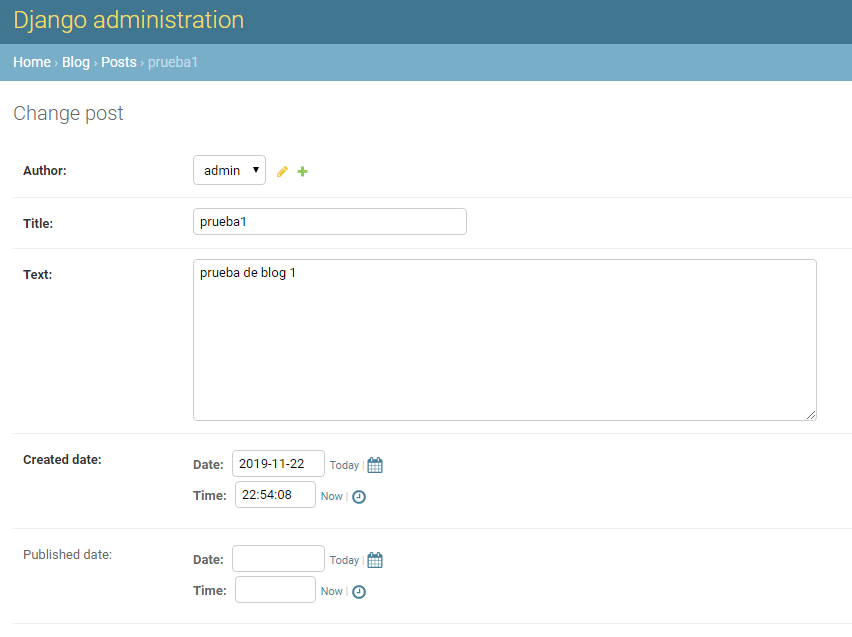 Django administration
Home › Blog › Posts › prueba1
Change post
Author: admin
Title: prueba1
Text: prueba de blog 1
Created date: Date: 2019-11-22 Today |
Time: 22:54:08 Now |
Published date: Date: Today |
Time: Now |